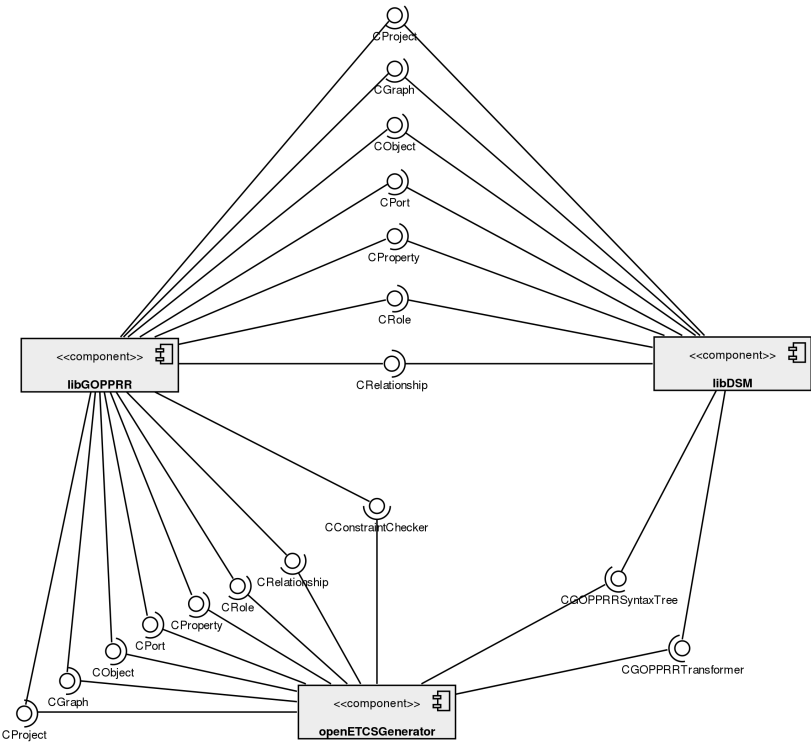 CProject
CGraph
CObject
CPort
CProperty
CRole
<<component>>
libGOPPRR
<<component>>
libDSM
CRelationship
CConstraintChecker
CRelationship
CGOPPRRSyntaxTree
CRole
CProperty
CPort
CObject
CGOPPRRTransformer
CGraph
<<component>>
openETCSGenerator
CProject